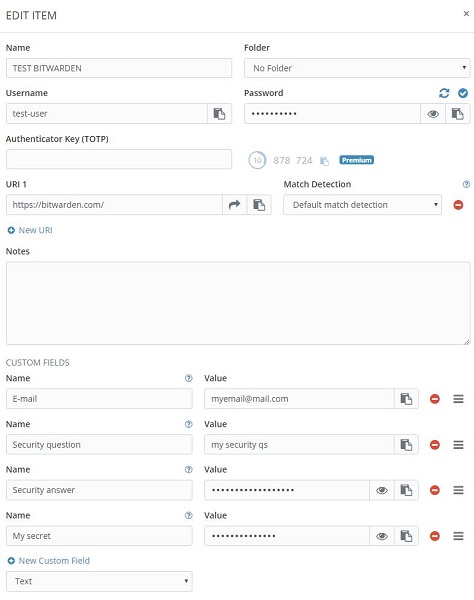 EDIT ITEM ×
Name Folder
TEST BITWARDEN No Folder
Username Password
test-user ••••••••••
Authenticator Key (TOTP)
10 878 724 Premium
URI 1 Match Detection
https://bitwarden.com/ Default match detection
New URI
Notes
CUSTOM FIELDS
Name Value
E-mail myemail@mail.com
Name Value
Security question my security qs
Name Value
Security answer ••••••••••••••••••
Name Value
My secret ••••••••••••••
New Custom Field
Text